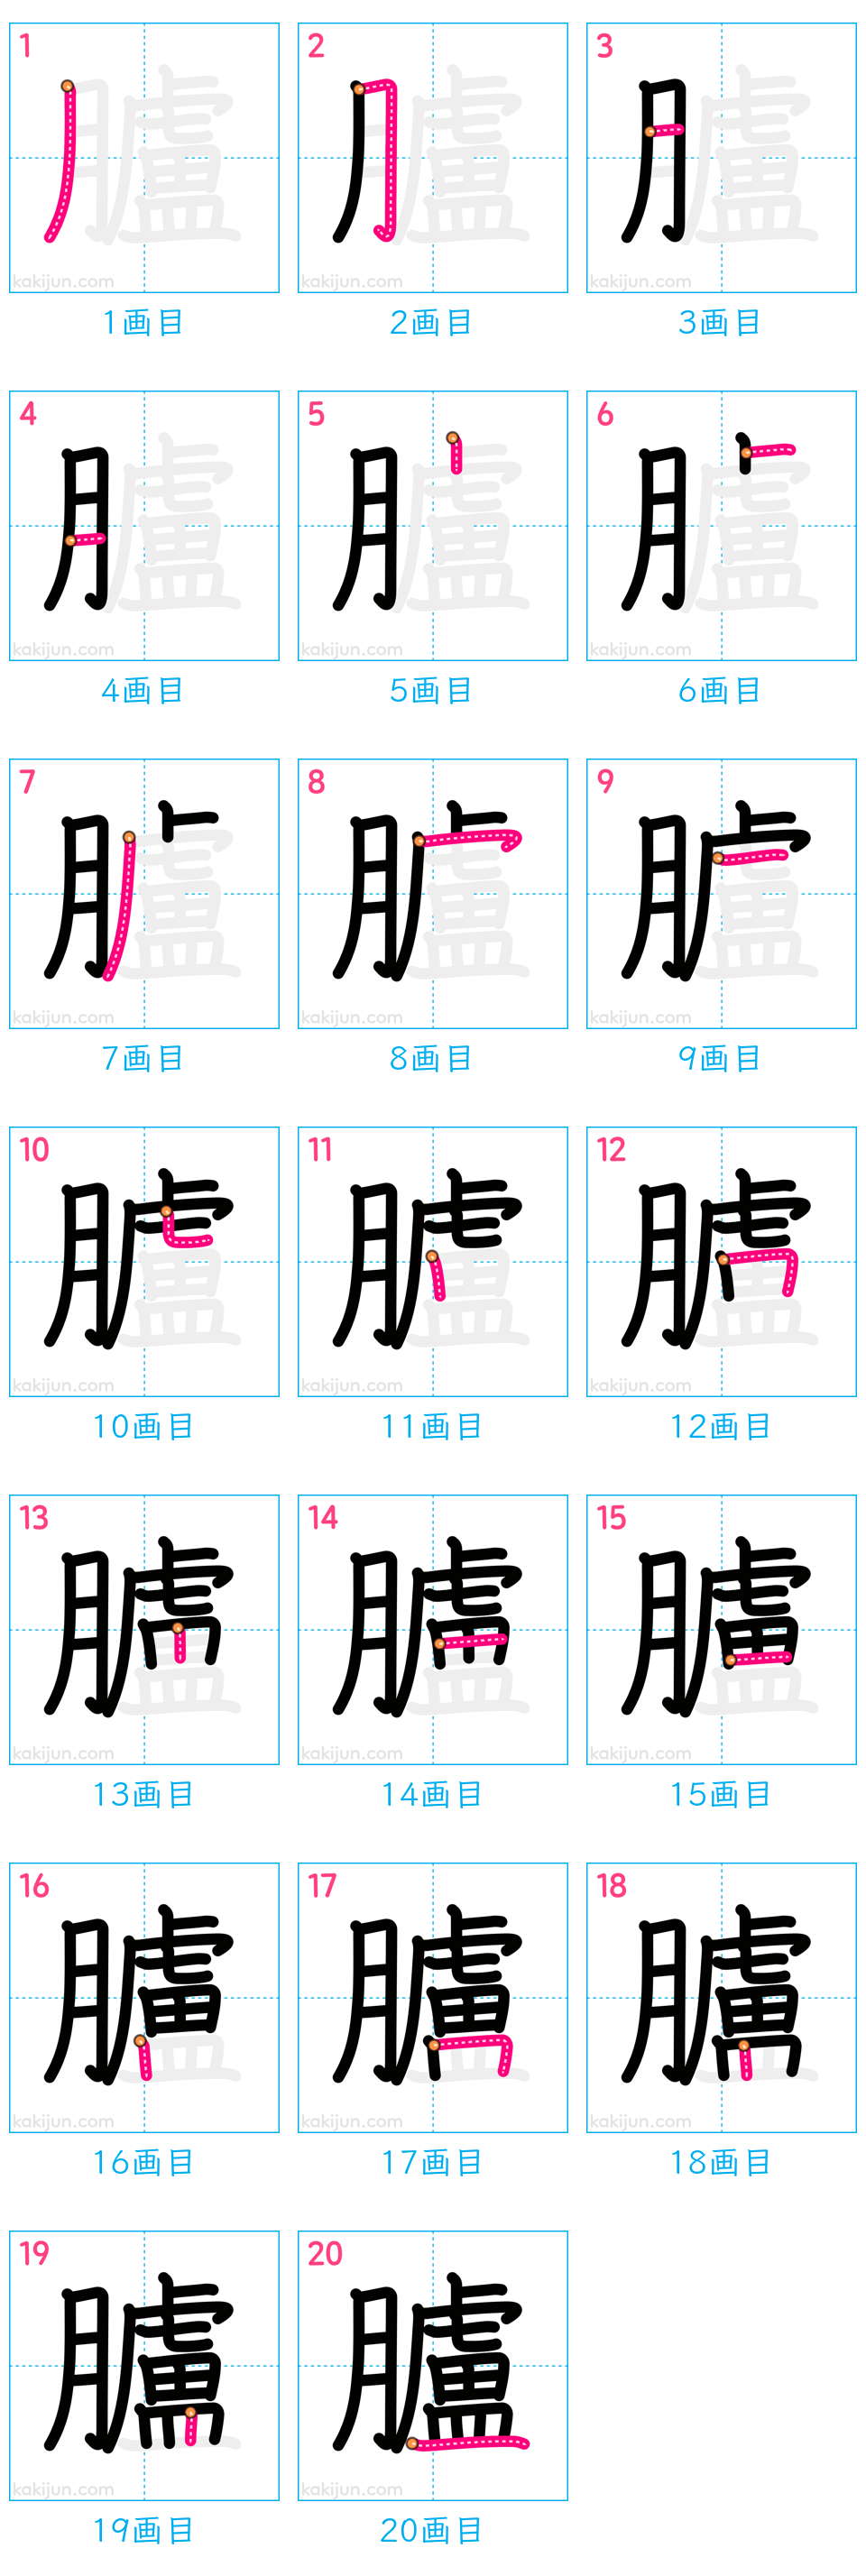 1 2 3
kakijun.com kakijun.com kakijun.com
1画目 2画目 3画目
4 5 6
kakijun.com kakijun.com kakijun.com
4画目 5画目 6画目
7 8 9
kakijun.com kakijun.com kakijun.com
7画目 8画目 9画目
10 11 12
kakijun.com kakijun.com kakijun.com
10画目 11画目 12画目
13 14 15
kakijun.com kakijun.com kakijun.com
13画目 14画目 15画目
16 17 18
kakijun.com kakijun.com kakijun.com
16画目 17画目 18画目
19 20
臚 臚
kakijun.com kakijun.com
19画目 20画目